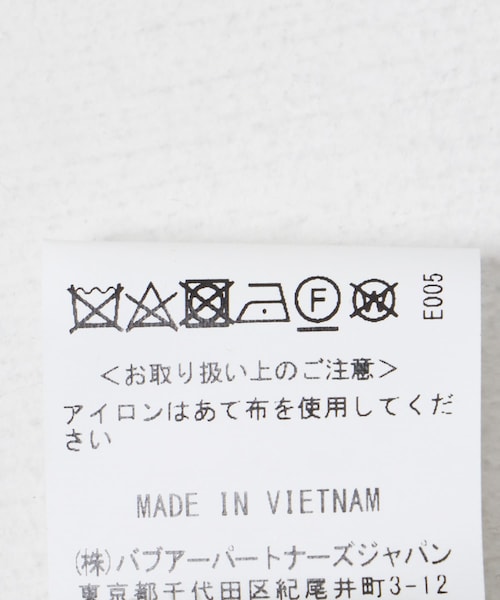 F W E005
<お取り扱い上のご注意>
アイロンはあて布を使用してくだ
さい
MADE IN VIETNAM
(株)バブアーパートナーズジャパン
東京都千代田区紀尾井町3-12